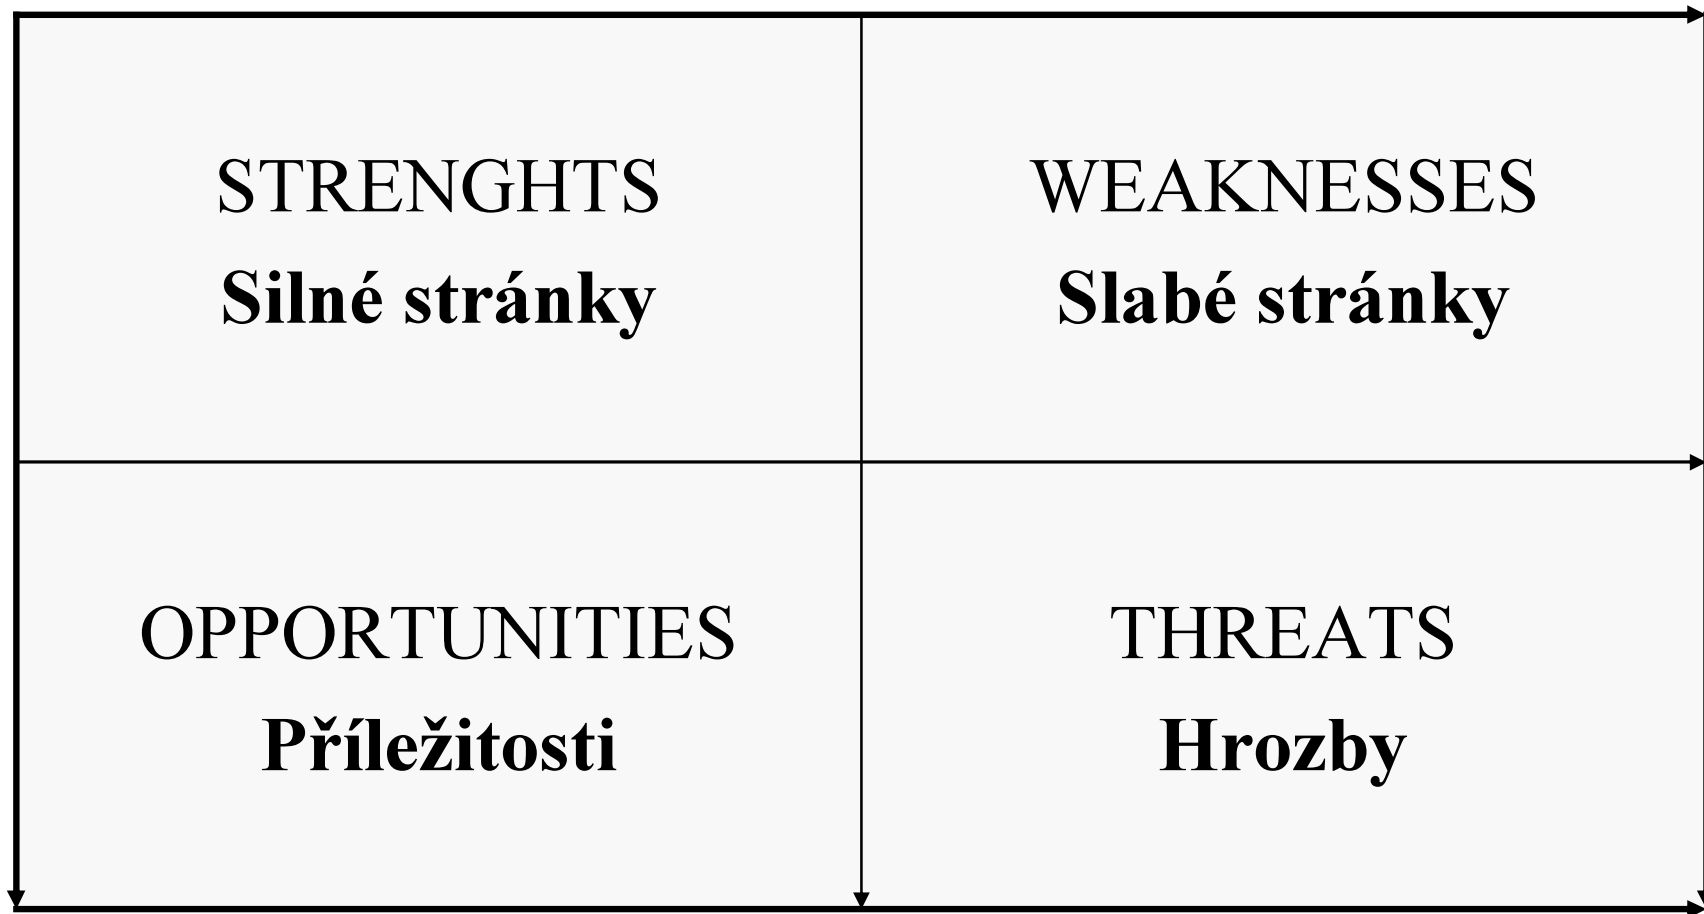 STRENGHTS
Silné stránky
WEAKNESSES
Slabé stránky
OPPORTUNITIES
Příležitosti
THREATS
Hrozby